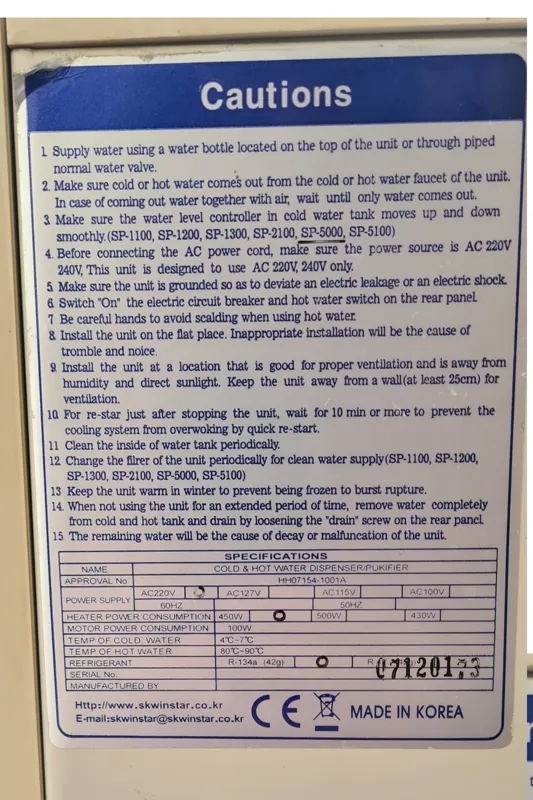 Cautions
1. Supply water using a water bottle located on the top of the unit or through piped
normal water valve.
2. Make sure cold or hot water comes out from the cold or hot water faucet of the unit.
In case of coming out water together with air, wait until only water comes out.
3. Make sure the water level controller in cold water tank moves up and down
smoothly.(SP-1100, SP-1200, SP-1300, SP-2100, SP-5000, SP-5100)
4. Before connecting the AC power cord, make sure the power source is AC 220V
240V, This unit is designed to use AC 220V, 240V only.
5. Make sure the unit is grounded so as to deviate an electric leakage or an electric shock.
6. Switch "On" the electric circuit breaker and hot water switch on the rear panel.
7 Be careful hands to avoid scalding when using hot water.
8. Install the unit on the flat place. Inappropriate installation will be the cause of
tromble and noice.
9. Install the unit at a location that is good for proper ventilation and is away from
humidity and direct sunlight. Keep the unit away from a wall(at least 25cm) for
ventilation.
10. For re-star just after stopping the unit, wait for 10 min or more to prevent the
cooling system from overwoking by quick re-start.
11 Clean the inside of water tank periodically.
12 Change the filrer of the unit periodically for clean water supply(SP-1100, SP-1200,
SP-1300, SP-2100, SP-5000, SP-5100)
13 Keep the unit warm in winter to prevent being frozen to burst rupture.
14. When not using the unit for an extended period of time, remove water completely
from cold and hot tank and drain by loosening the "drain" screw on the rear panel.
15 The remaining water will be the cause of decay or malfuncation of the unit.
SPECIFICATIONS
NAME COLD & HOT WATER DISPENSER/PUKIFIER
APPROVAL No HH07154-1001A
POWER SUPPLY AC220V AC127V AC115V AC100V
60HZ 50HZ
HEATER POWER CONSUMPTION 450W 500W 430W
MOTOR POWER CONSUMPTION 100W
TEMP OF COLD WATER 4℃~7℃
TEMP OF HOT WATER 80℃~90℃
REFRIGERANT R-134a (42g) R
SERIAL No. 0712017,3
MANUFACTURED BY
Http://www.skwinstar.co.kr
E-mail:skwinstar@skwinstar.co.kr
CE
MADE IN KOREA